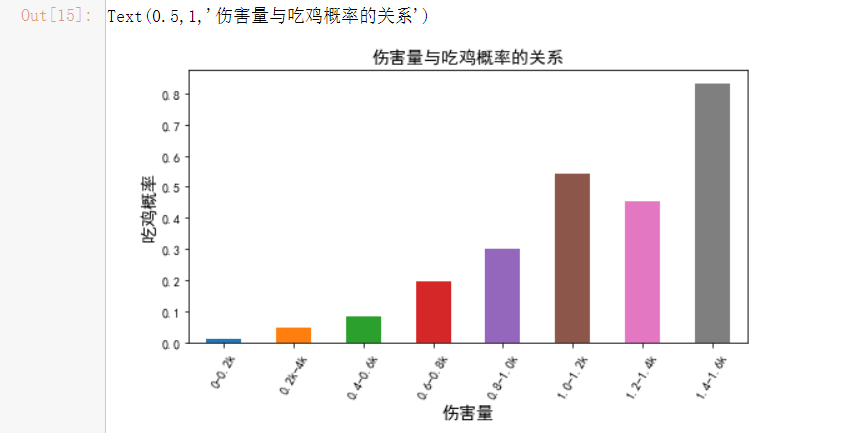 Out[15]: Text(0.5,1,'伤害量与吃鸡概率的关系')
伤害量与吃鸡概率的关系
吃鸡概率
0.8
0.7
0.6
0.5
0.4
0.3
0.2
0.1
0.0
0-0.2k
0.2k-4k
0.4-0.6k
0.6-0.8k
0.8-1.0k
1.0-1.2k
1.2-1.4k
1.4-1.6k
伤害量